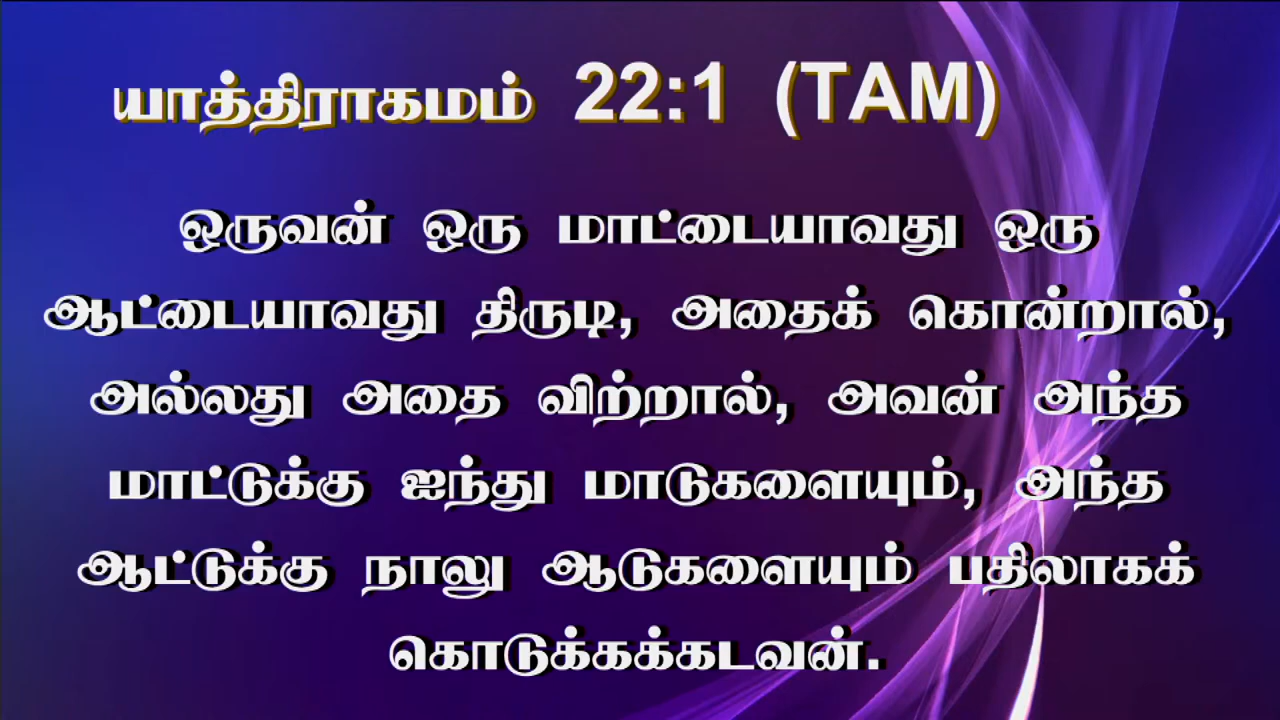 யாத்திராகமம் 22:1 (TAM)
ஒருவன் ஒரு மாட்டையாவது ஒரு
ஆட்டையாவது திருடி, அதைக் கொன்றால்,
அல்லது அதை விற்றால், அவன் அந்த
மாட்டுக்கு ஐந்து மாடுகளையும், அந்த
ஆட்டுக்கு நாலு ஆடுகளையும் பதிலாகக்
கொடுக்கக்கடவன்.